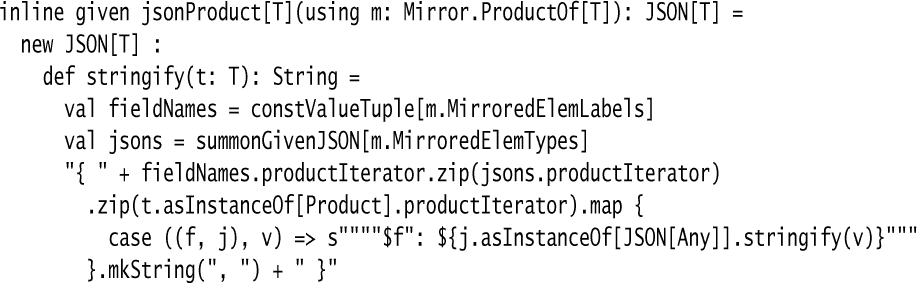 inline given jsonProduct[T](using m: Mirror.ProductOf[T]): JSON[T] =
  new JSON[T] :
    def stringify(t: T): String =
      val fieldNames = constValueTuple[m.MirroredElemLabels]
      val jsons = summonGivenJSON[m.MirroredElemTypes]
      "{ " + fieldNames.productIterator.zip(jsons.productIterator)
        .zip(t.asInstanceOf[Product].productIterator).map {
          case ((f, j), v) => s""""$f": ${j.asInstanceOf[JSON[Any]].stringify(v)}"""
        }.mkString(", ") + " }"